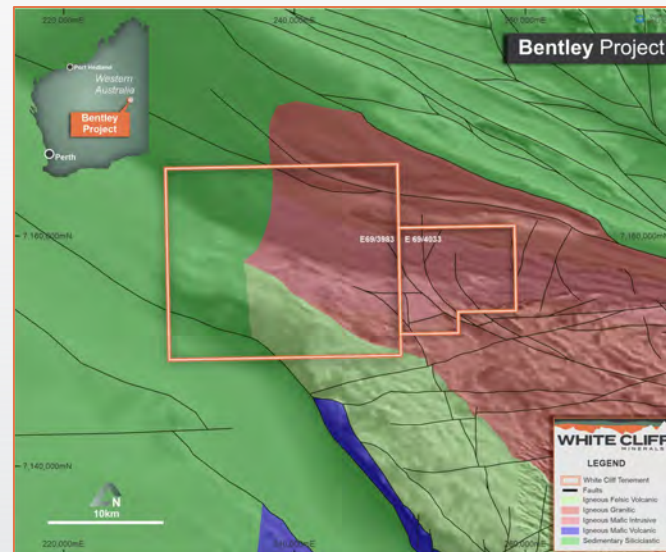 220,000mE
240,000mE
260,000mE
Bentley Project
Port Hedland
Western
Australia
Bentley
Project
Perth
7,160,000mN
E69/3983
E 69/4033
7,160,000mN
WHITE CLIFF
MINERALS
LEGEND
White Cliff Tenement
Faults
Igneous Felsic Volcanic
Igneous Granitic
Igneous Mafic Intrusive
Igneous Mafic Volcanic
Sedimentary Siliciclastic
7,140,000mN
N
10km
220,000mE